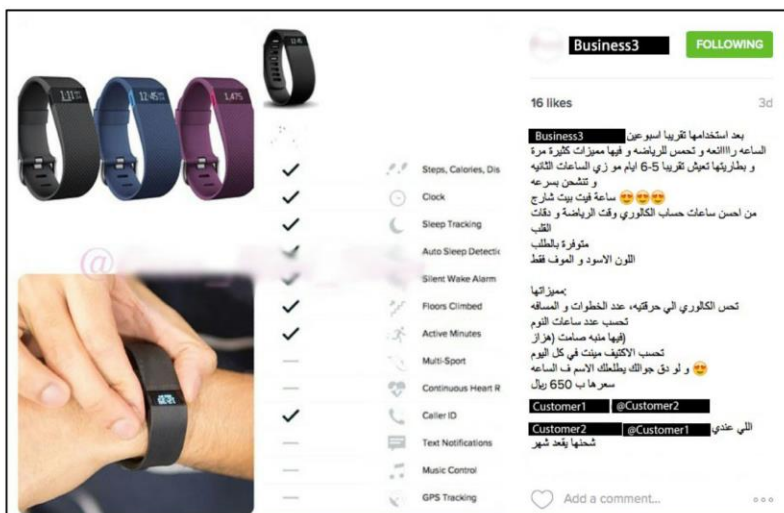 1:11
12:45
1,475
Steps, Calories, Dis
Clock
Sleep Tracking
Auto Sleep Detectio
Silent Wake Alarm
Floors Climbed
Active Minutes
Multi-Sport
Continuous Heart R
Caller ID
Text Notifications
Music Control
GPS Tracking
Business3
FOLLOWING
16 likes
3d
Business3 بعد استخدامها تقريبا اسبوعين
الساعه رااااائعه و تحمس للرياضه و فيها مميزات كثيرة مرة
و بطاريتها تعيش تقريبا 5-6 ايام مو زي الساعات الثانيه
و تنشحن بسرعه
ساعة فيت بيت شارج 😍😍😍
من احسن ساعات حساب الكالوري وقت الرياضة و دقات
القلب
متوفرة بالطلب
اللون الاسود و الموف فقط
مميزاتها:
تحس الكالوري الي حرقتيه، عدد الخطوات و المسافه
تحسب عدد ساعات النوم
فيها منبه صامت (هزاز)
تحسب الاكتيف مينت في كل اليوم
و لو دق جوالك يطلعلك الاسم ف الساعه 😍
سعرها ب 650 ريال
Customer1 @Customer2
Customer2 @Customer1 اللي عندي
شحنها يقعد شهر
Add a comment...